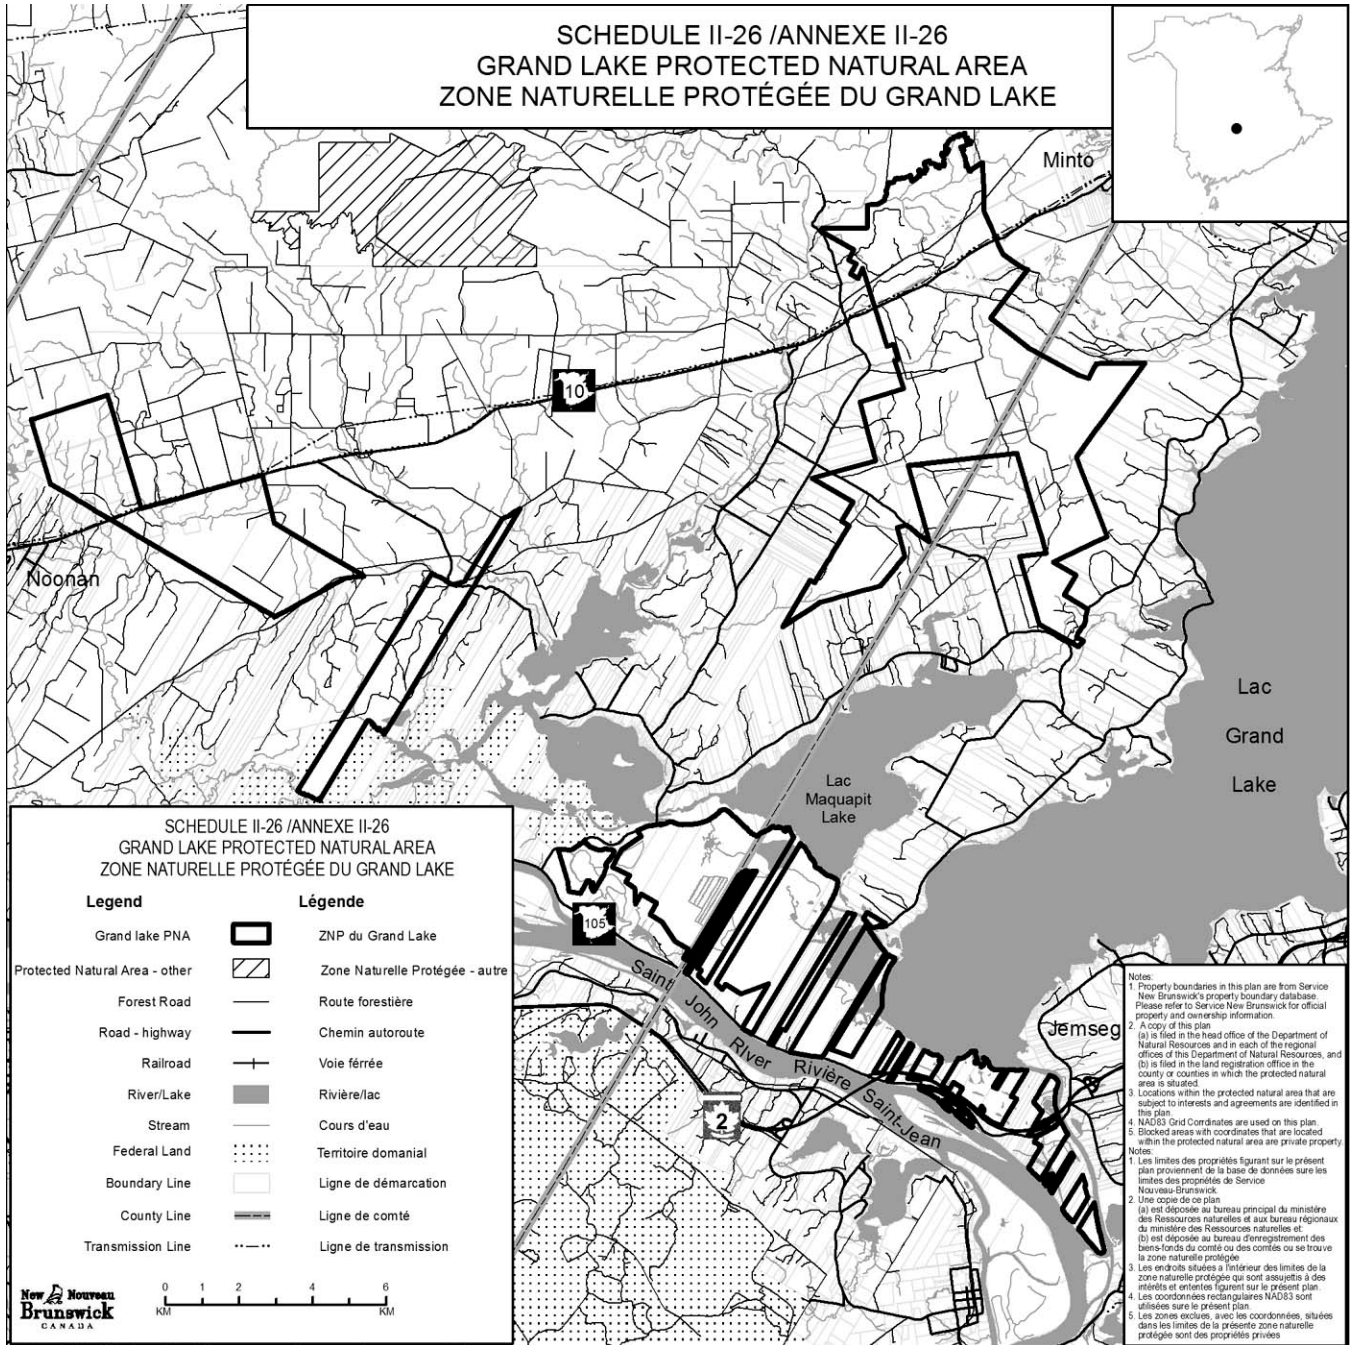 SCHEDULE II-26 /ANNEXE II-26
GRAND LAKE PROTECTED NATURAL AREA
ZONE NATURELLE PROTÉGÉE DU GRAND LAKE
Minto
10
Noonan
Lac
Grand
Lake
Lac
Maquapit
Lake
105
Saint John River Rivière Saint-Jean
2
Jemseg
SCHEDULE II-26 /ANNEXE II-26
GRAND LAKE PROTECTED NATURAL AREA
ZONE NATURELLE PROTÉGÉE DU GRAND LAKE
Legend Légende
Grand lake PNA ZNP du Grand Lake
Protected Natural Area - other Zone Naturelle Protégée - autre
Forest Road Route forestière
Road - highway Chemin autoroute
Railroad Voie férrée
River/Lake Rivière/lac
Stream Cours d'eau
Federal Land Territoire domanial
Boundary Line Ligne de démarcation
County Line Ligne de comté
Transmission Line Ligne de transmission
New Nouveau
Brunswick
CANADA
0 1 2 4 6
KM KM
Notes:
1. Property boundaries in this plan are from Service
New Brunswick's property boundary database.
Please refer to Service New Brunswick for official
property and ownership information.
2. A copy of this plan
(a) is filed in the head office of the Department of
Natural Resources and in each of the regional
offices of this Department of Natural Resources, and
(b) is filed in the land registration office in the
county or counties in which the protected natural
area is situated.
3. Locations within the protected natural area that are
subject to interests and agreements are identified in
this plan.
4. NAD83 Grid Corrdinates are used on this plan.
5. Blocked areas with coordinates that are located
within the protected natural area are private property.
Notes:
1. Les limites des propriétés figurant sur le présent
plan proviennent de la base de données sure les
limites des propriétés de Service
Nouveau-Brunswick.
2. Une copie de ce plan
(a) est déposée au bureau principal du ministère
des Ressources naturelles et aux bureau régionaux
du ministère des Ressources naturelles et:
(b) est déposée au bureau d'enregistrement des
biens-fonds du comté ou des comtés ou se trouve
la zone naturelle protégée
3. Les endroits situées a l'intérieur des limites de la
zone naturelle protégée qui sont assujettis à des
intérêts et ententes figurent sur le présent plan.
4. Les coordonnées rectangulaires NAD83 sont
utilisées sure le présent plan.
5. Les zones exclues, avec les coordonnées, situées
dans les limites de la présente zone naturelle
protégée sont des propriétés privées